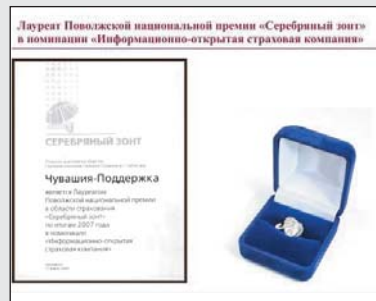 Лауреат Поволжской национальной премии «Серебряный зонт»
в номинации «Информационно-открытая страховая компания»
СЕРЕБРЯНЫЙ ЗОНТ
Чувашия-Поддержка
является Лауреатом
Поволжской национальной премии
в области страхования
«Серебряный зонт»
по итогам 2007 года
в номинации
«Информационно-открытая
страховая компания»